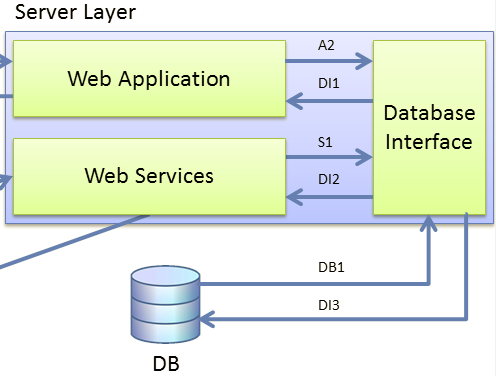 Server Layer
Web Application
A2
DI1
Database
Interface
Web Services
S1
DI2
DB1
DI3
DB